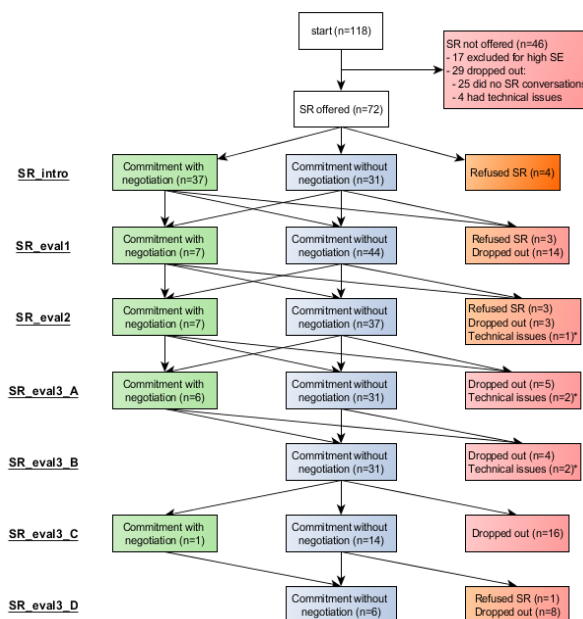 start (n=118)
SR not offered (n=46)
- 17 excluded for high SE
- 29 dropped out:
- 25 did no SR conversations
- 4 had technical issues
SR offered (n=72)
SR_intro
Commitment with
negotiation (n=37)
Commitment without
negotiation (n=31)
Refused SR (n=4)
SR_eval1
Commitment with
negotiation (n=7)
Commitment without
negotiation (n=44)
Refused SR (n=3)
Dropped out (n=14)
SR_eval2
Commitment with
negotiation (n=7)
Commitment without
negotiation (n=37)
Refused SR (n=3)
Dropped out (n=3)
Technical issues (n=1)*
SR_eval3_A
Commitment with
negotiation (n=6)
Commitment without
negotiation (n=31)
Dropped out (n=5)
Technical issues (n=2)*
SR_eval3_B
Commitment without
negotiation (n=31)
Dropped out (n=4)
Technical issues (n=2)*
SR_eval3_C
Commitment with
negotiation (n=1)
Commitment without
negotiation (n=14)
Dropped out (n=16)
SR_eval3_D
Commitment without
negotiation (n=6)
Refused SR (n=1)
Dropped out (n=8)